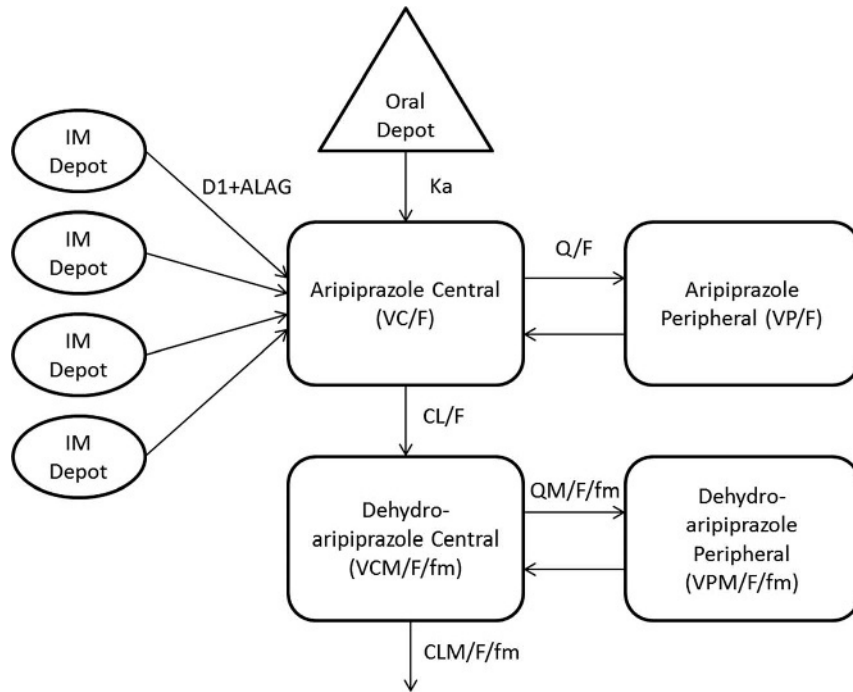 Oral
Depot
IM
Depot
D1+ALAG
Ka
IM
Depot
Aripiprazole Central
(VC/F)
Q/F
Aripiprazole
Peripheral (VP/F)
IM
Depot
IM
Depot
CL/F
Dehydro-
aripiprazole Central
(VCM/F/fm)
QM/F/fm
Dehydro-
aripiprazole
Peripheral
(VPM/F/fm)
CLM/F/fm